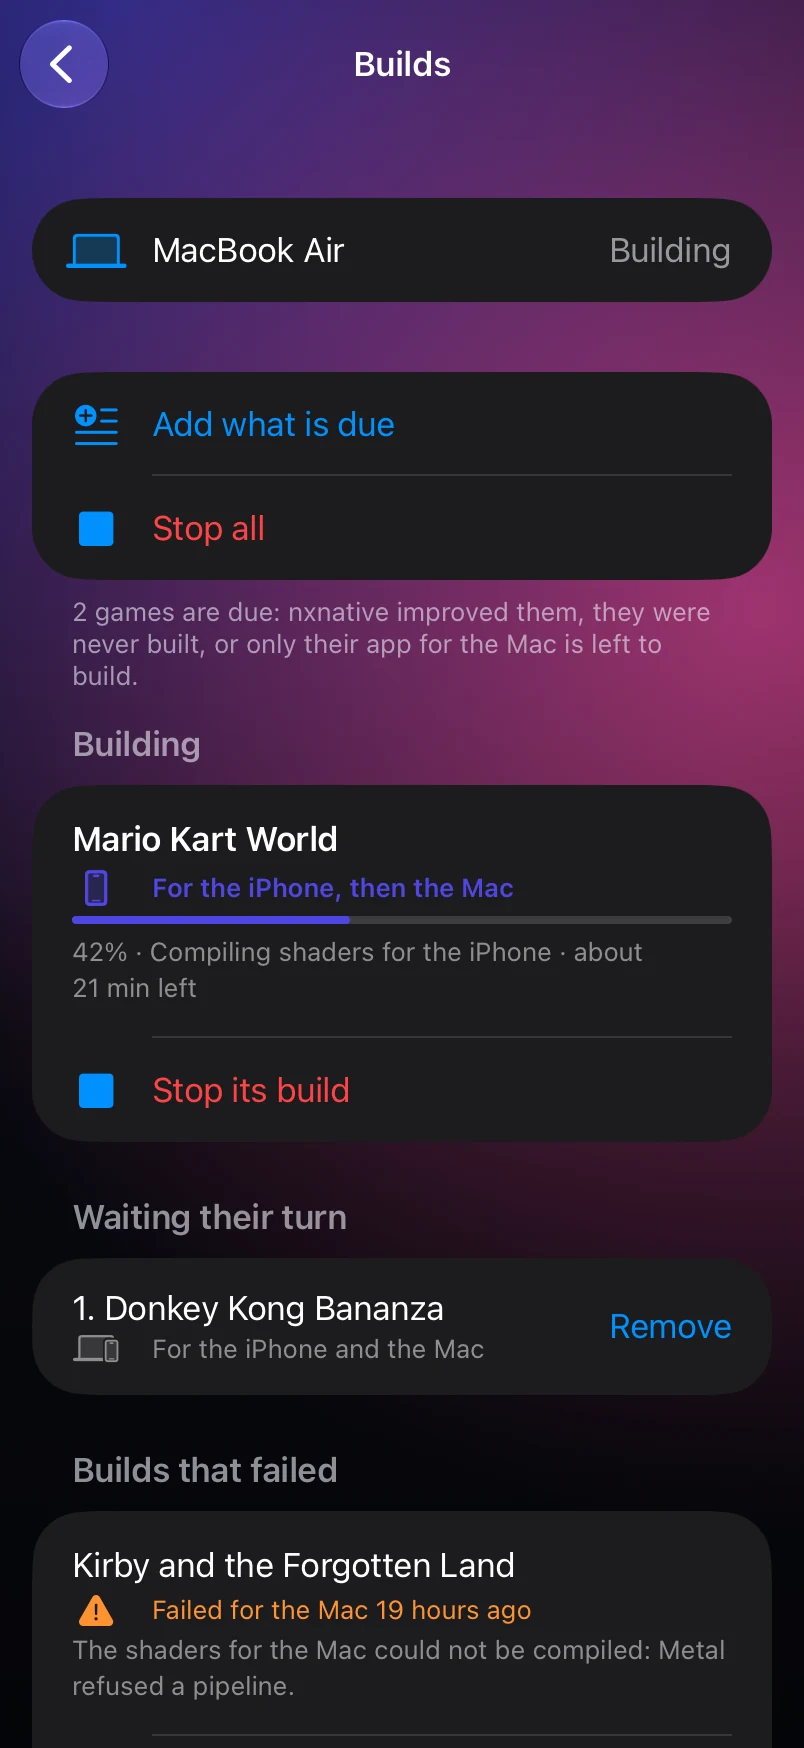 Builds
MacBook Air
Building
Add what is due
Stop all
2 games are due: nxnative improved them, they were
never built, or only their app for the Mac is left to
build.
Building
Mario Kart World
For the iPhone, then the Mac
42% · Compiling shaders for the iPhone · about
21 min left
Stop its build
Waiting their turn
1. Donkey Kong Bananza
For the iPhone and the Mac
Remove
Builds that failed
Kirby and the Forgotten Land
Failed for the Mac 19 hours ago
The shaders for the Mac could not be compiled: Metal
refused a pipeline.